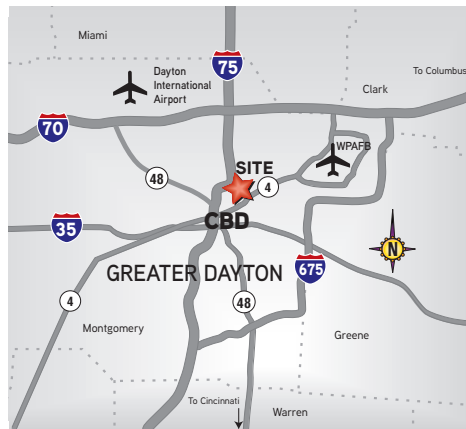 Miami
75
Dayton
International
Airport
To Columbus
Clark
70
WPAFB
SITE
48
4
CBD
35
N
GREATER DAYTON
675
4
48
Montgomery
Greene
To Cincinnati
Warren